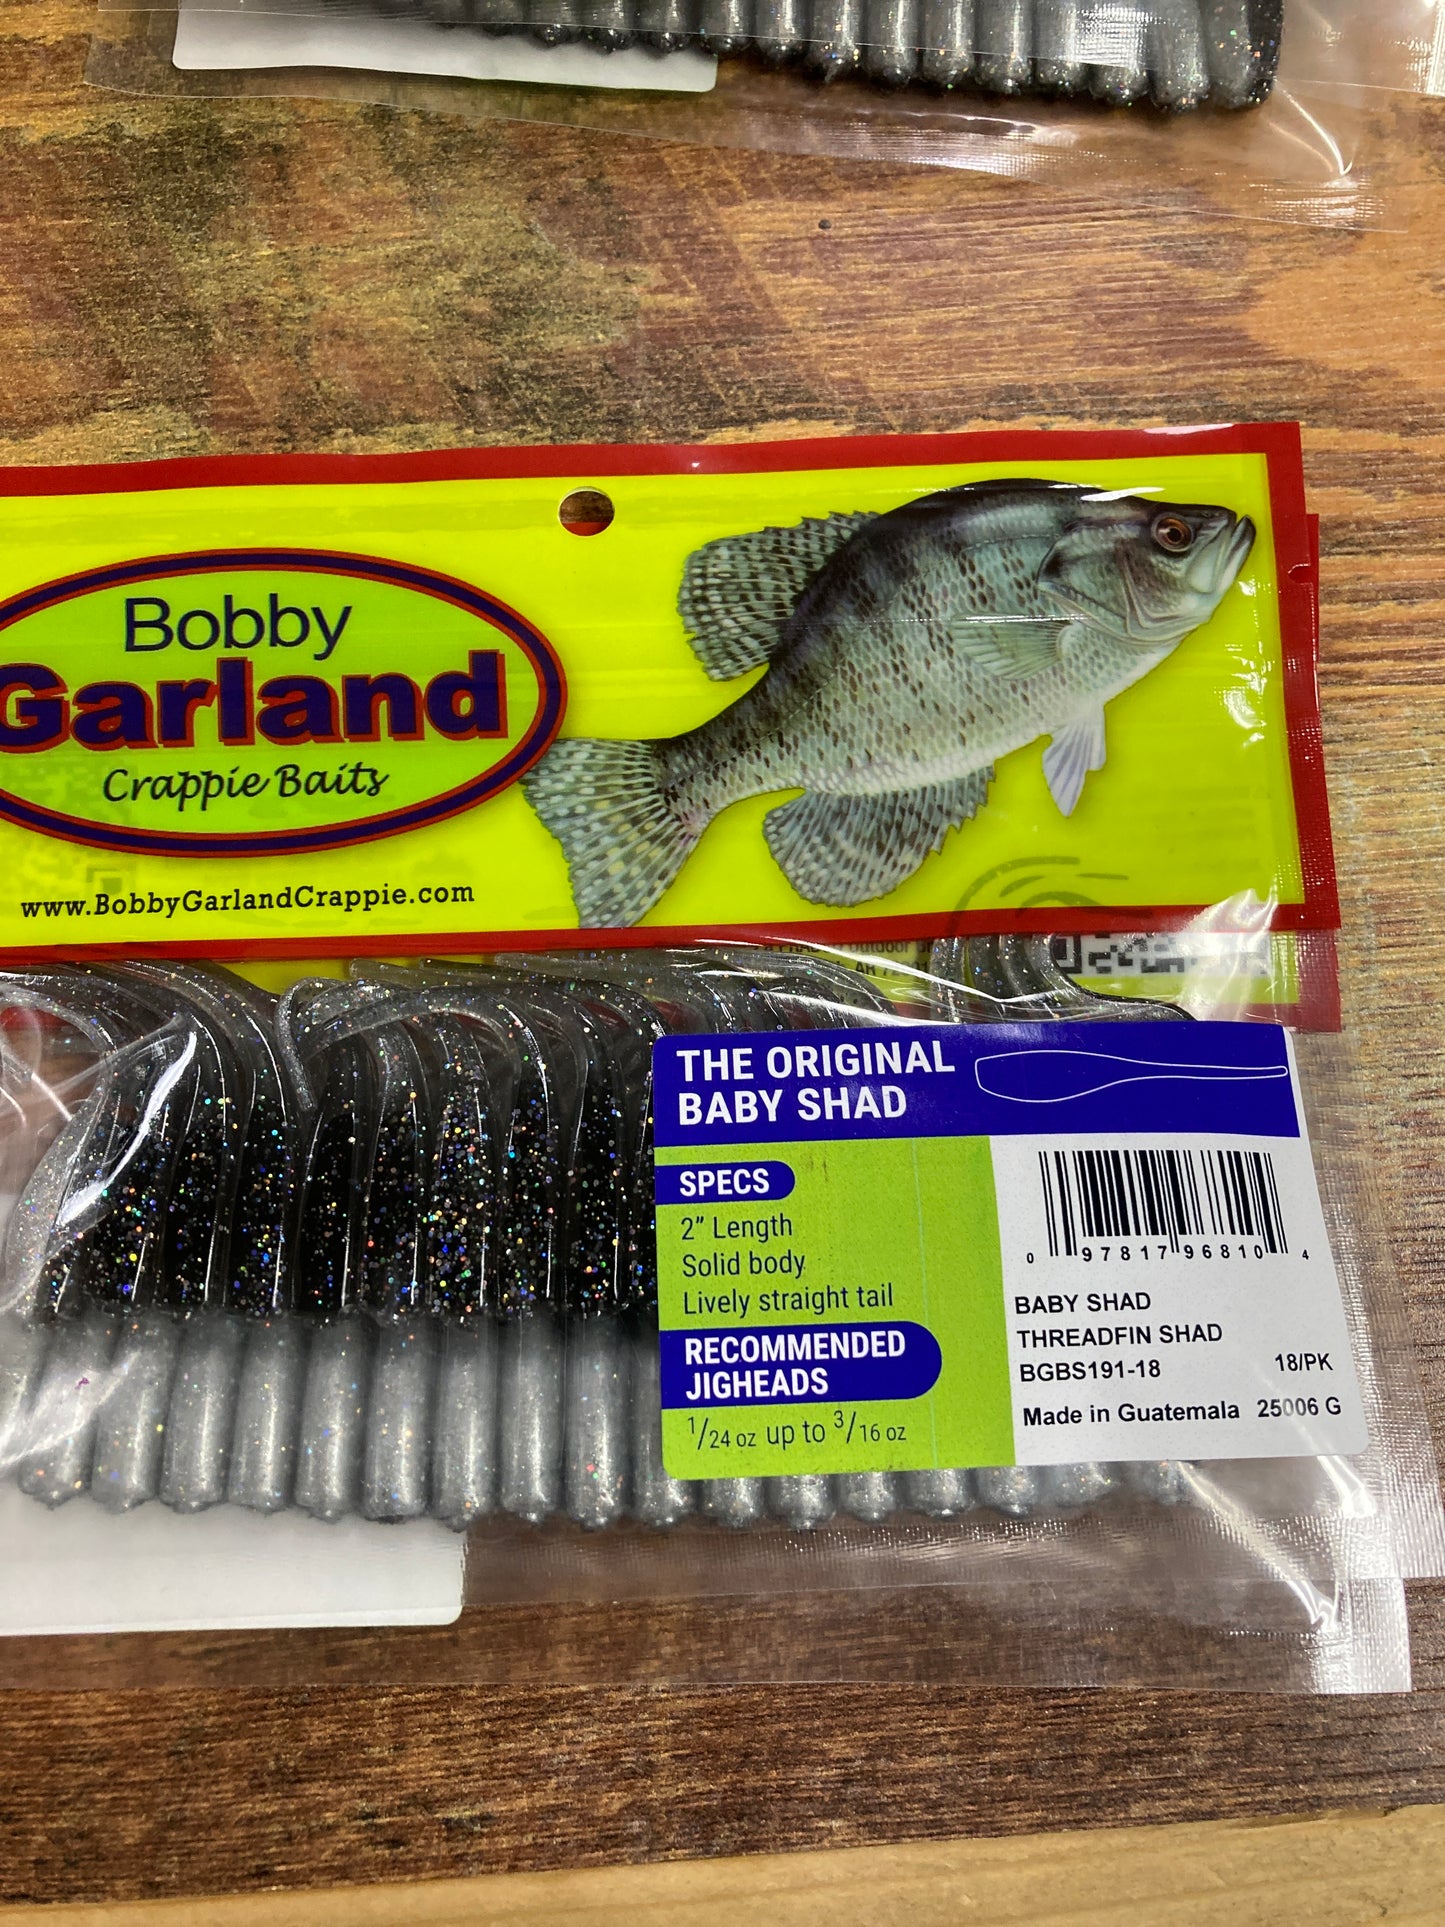 Bobby
Garland
Crappie Baits
www.BobbyGarlandCrappie.com
Outdoor
AR
THE ORIGINAL
BABY SHAD
SPECS
2” Length
Solid body
Lively straight tail
RECOMMENDED
JIGHEADS
1/24 oz up to 3/16 oz
0 97817 96810 4
BABY SHAD
THREADFIN SHAD
BGBS191-18 18/PK
Made in Guatemala 25006 G